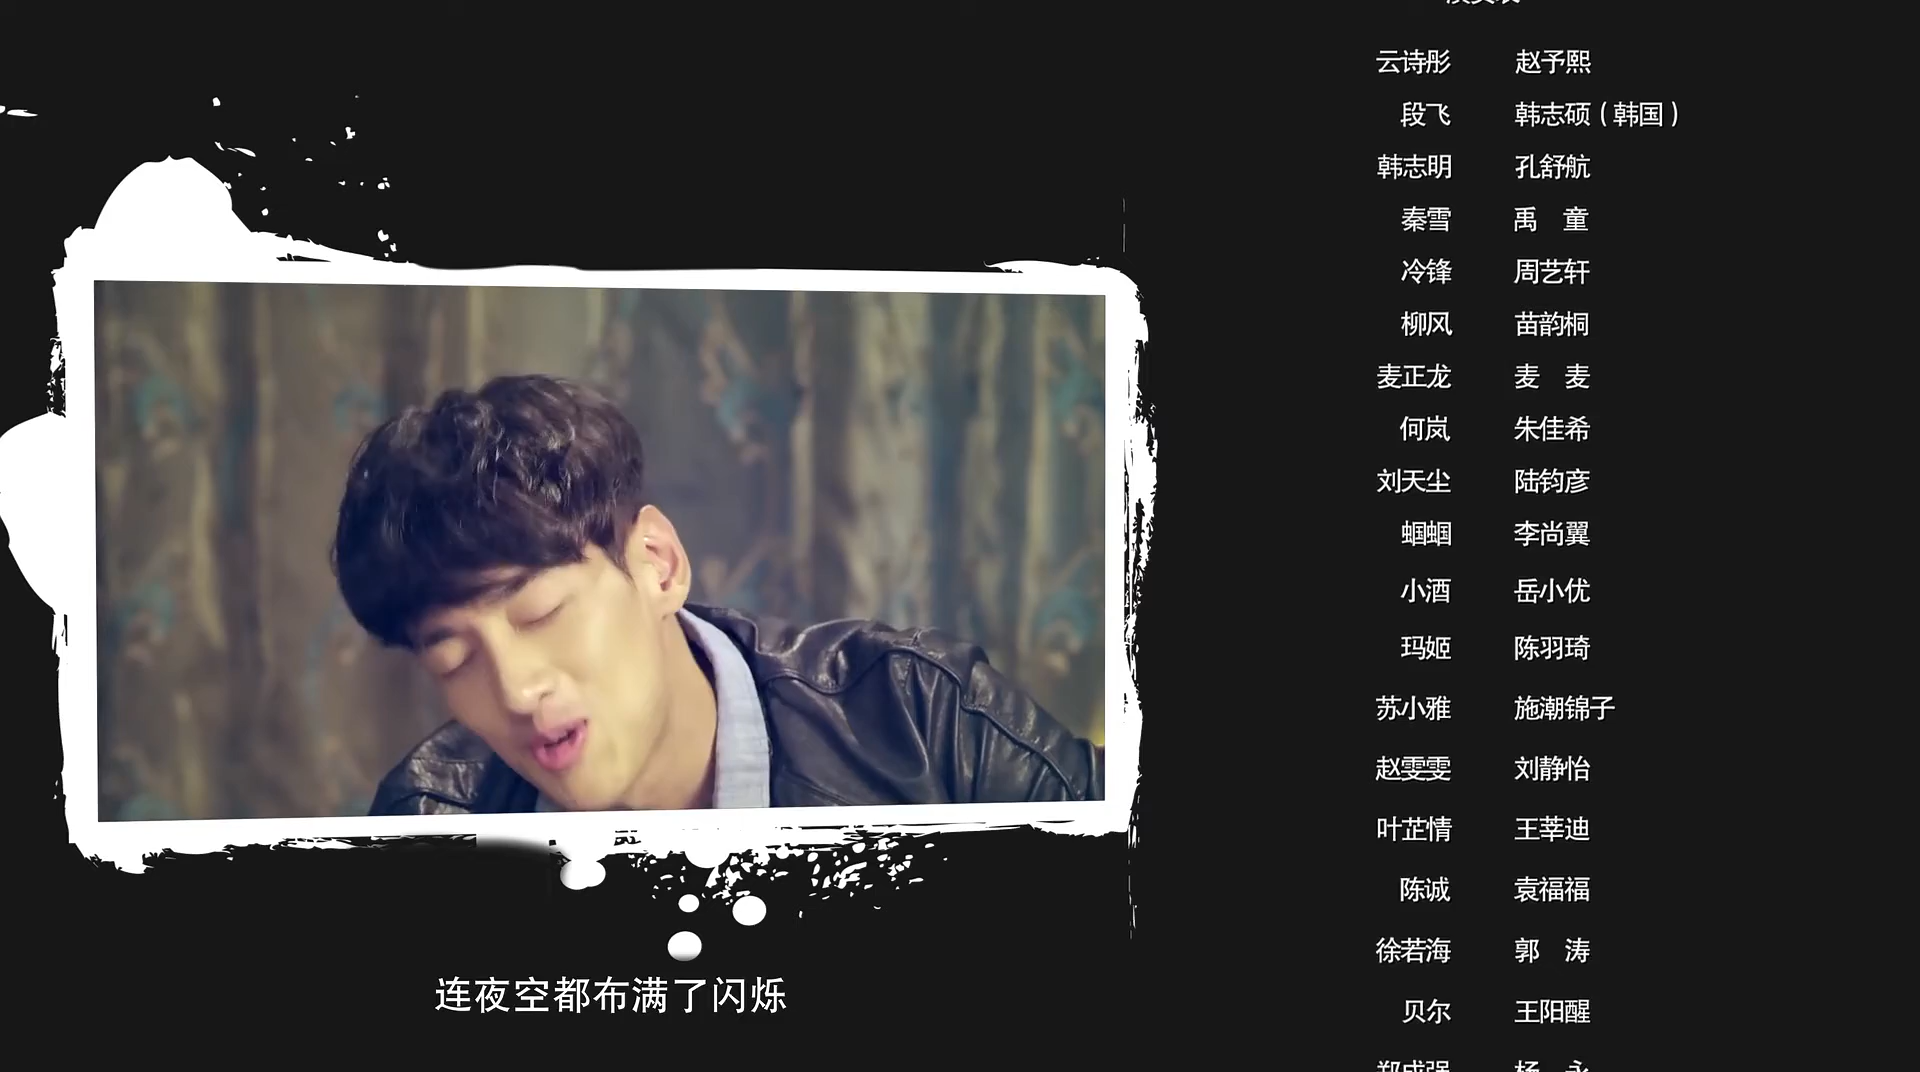 云诗彤 赵予熙
段飞 韩志硕（韩国）
韩志明 孔舒航
秦雪 禹 童
冷锋 周艺轩
柳风 苗韵桐
麦正龙 麦 麦
何岚 朱佳希
刘天尘 陆钧彦
蝈蝈 李尚翼
小酒 岳小优
玛姬 陈羽琦
苏小雅 施潮锦子
赵雯雯 刘静怡
叶芷情 王莘迪
陈诚 袁福福
徐若海 郭 涛
贝尔 王阳醒
连夜空都布满了闪烁